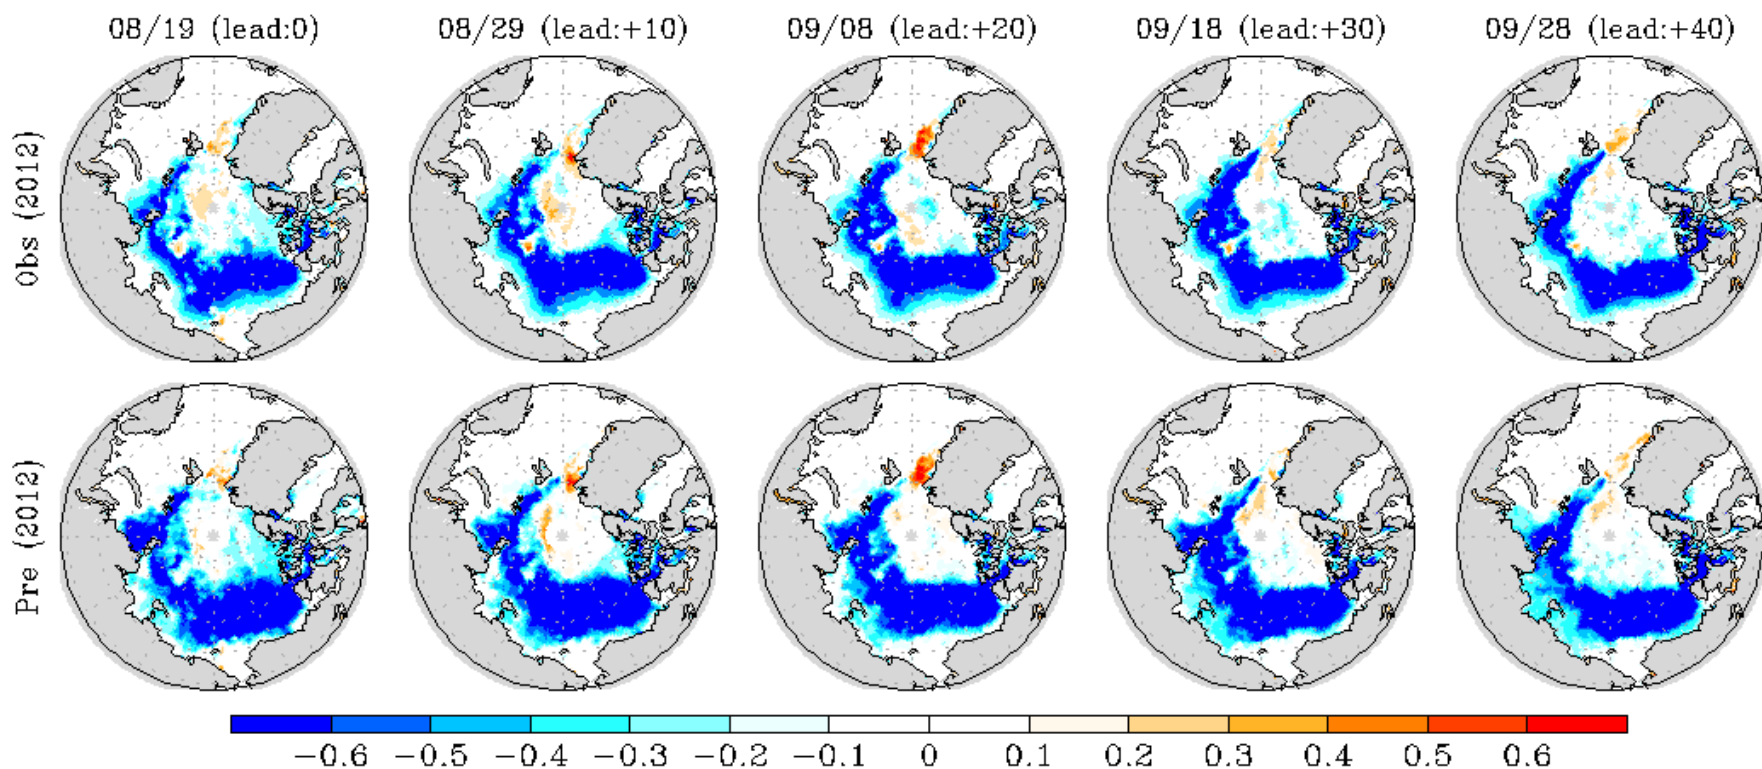 08/19 (lead:0) 08/29 (lead:+10) 09/08 (lead:+20) 09/18 (lead:+30) 09/28 (lead:+40)
Obs (2012)
Pre (2012)
−0.6 −0.5 −0.4 −0.3 −0.2 −0.1 0 0.1 0.2 0.3 0.4 0.5 0.6